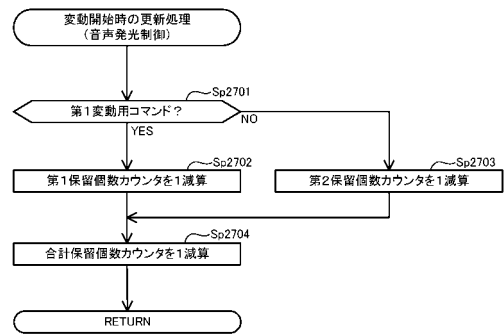 変動開始時の更新処理
(音声発光制御)
Sp2701
第1変動用コマンド?
YES
NO
Sp2702
第1保留個数カウンタを1減算
Sp2703
第2保留個数カウンタを1減算
Sp2704
合計保留個数カウンタを1減算
RETURN